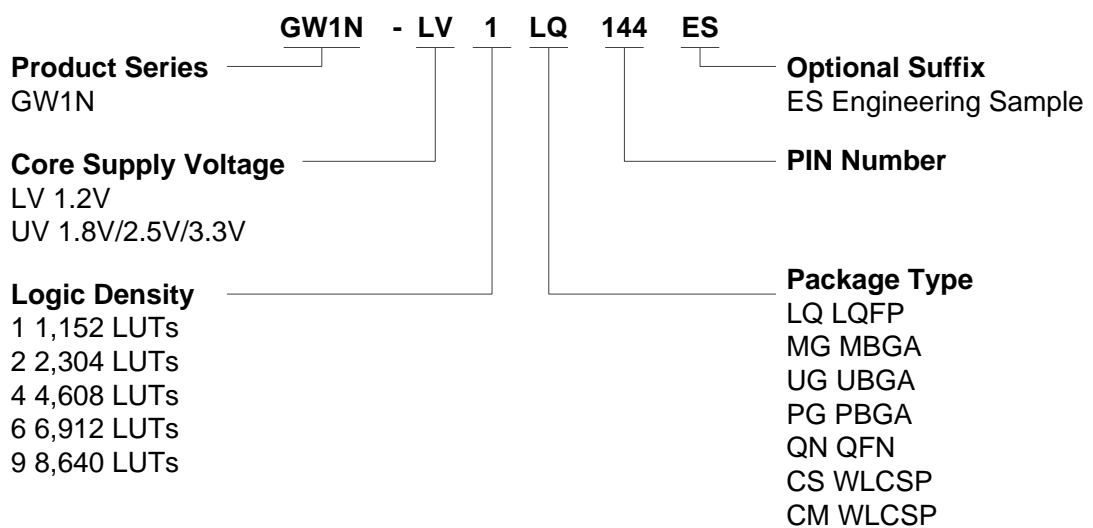 GW1N - LV 1 LQ 144 ES
Product Series
GW1N
Core Supply Voltage
LV 1.2V
UV 1.8V/2.5V/3.3V
Logic Density
1 1,152 LUTs
2 2,304 LUTs
4 4,608 LUTs
6 6,912 LUTs
9 8,640 LUTs
Optional Suffix
ES Engineering Sample
PIN Number
Package Type
LQ LQFP
MG MBGA
UG UBGA
PG PBGA
QN QFN
CS WLCSP
CM WLCSP